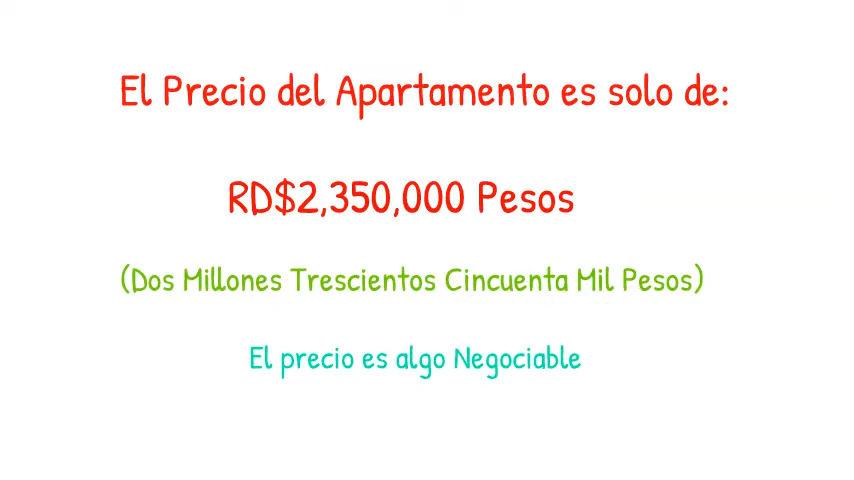 El Precio del Apartamento es solo de:
RD$2,350,000 Pesos
(Dos Millones Trescientos Cincuenta Mil Pesos)
El precio es algo Negociable